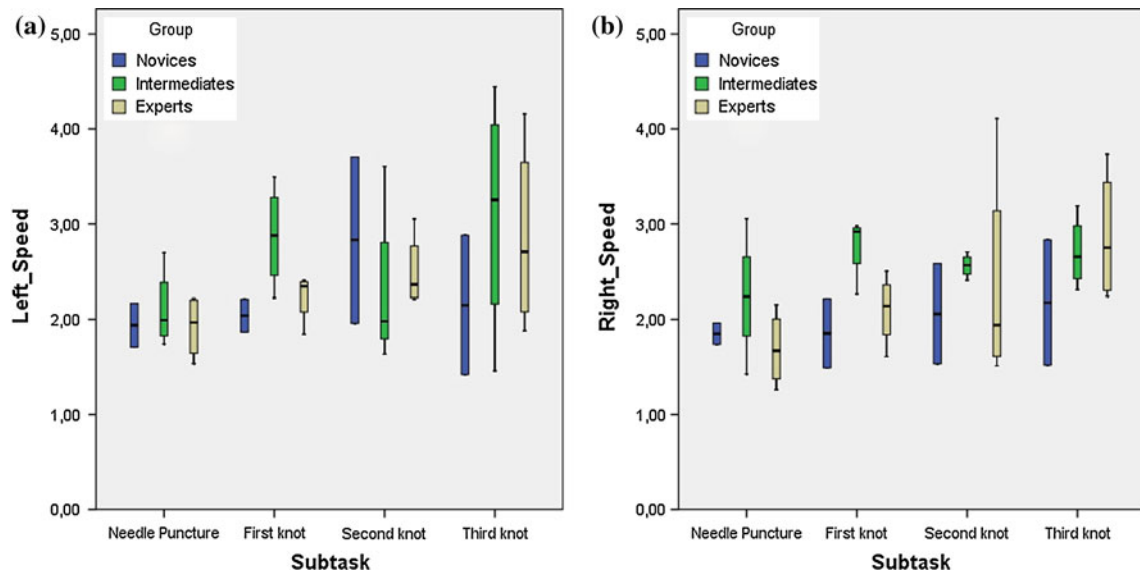 (a)
Group
Novices
Intermediates
Experts
5,00
4,00
3,00
2,00
1,00
0,00
Left_Speed
Needle Puncture First knot Second knot Third knot
Subtask
(b)
Group
Novices
Intermediates
Experts
5,00
4,00
3,00
2,00
1,00
0,00
Right_Speed
Needle Puncture First knot Second knot Third knot
Subtask